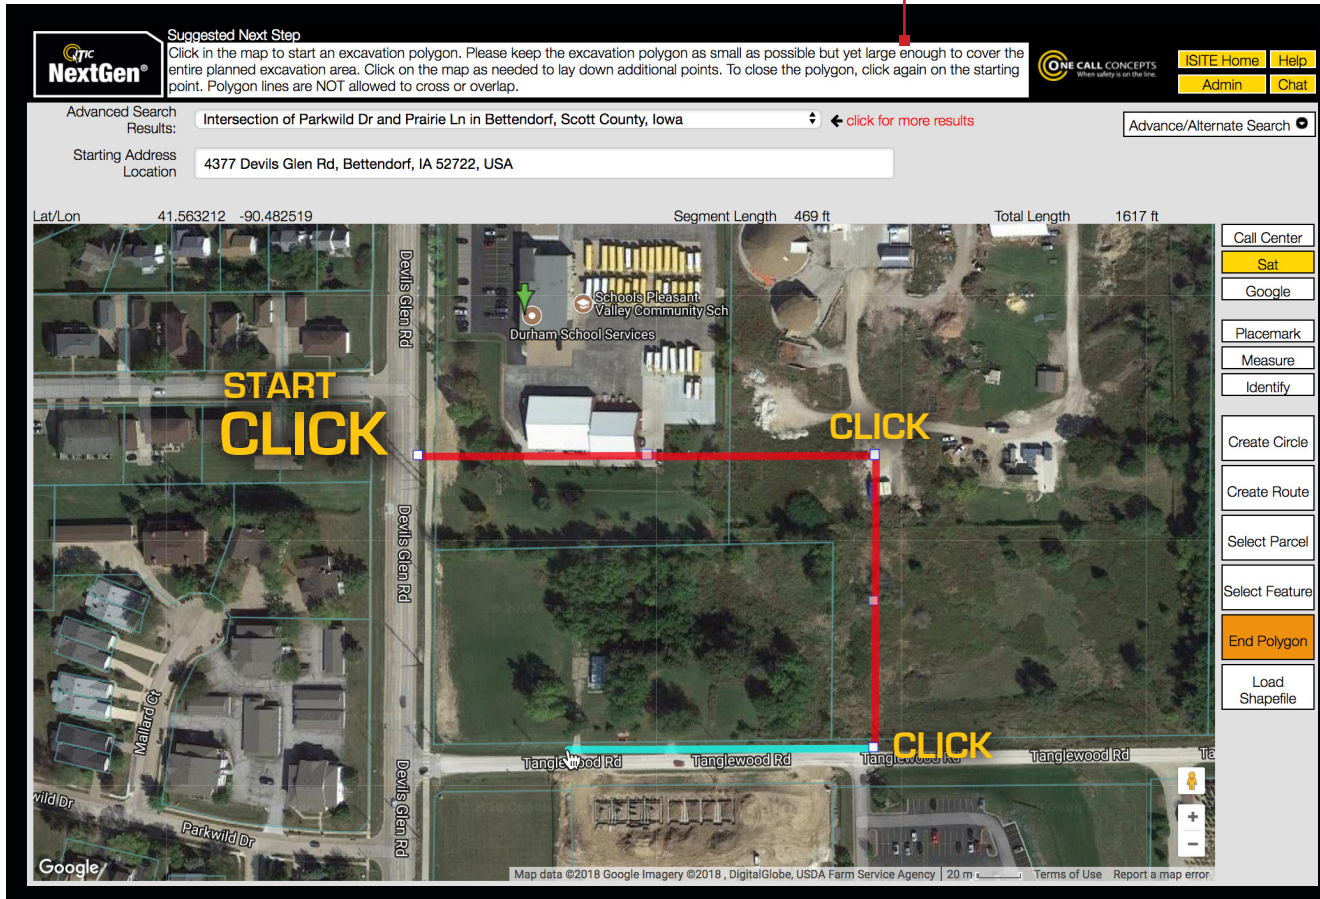 Suggested Next Step
ITIC
NextGen®
Click in the map to start an excavation polygon. Please keep the excavation polygon as small as possible but yet large enough to cover the
entire planned excavation area. Click on the map as needed to lay down additional points. To close the polygon, click again on the starting
point. Polygon lines are NOT allowed to cross or overlap.
ONE CALL CONCEPTS
When safety is on the line.
ISITE Home
Help
Admin
Chat
Advanced Search
Results:
Intersection of Parkwild Dr and Prairie Ln in Bettendorf, Scott County, Iowa
click for more results
Advance/Alternate Search
Starting Address
Location
4377 Devils Glen Rd, Bettendorf, IA 52722, USA
Lat/Lon 41.563212 -90.482519
Segment Length 469 ft
Total Length 1617 ft
Call Center
Sat
Google
Placemark
Measure
Identify
Create Circle
Create Route
Select Parcel
Select Feature
End Polygon
Load
Shapefile
Devils Glen Rd
Schools Pleasant
Valley Community Sch
Durham School Services
START
CLICK
CLICK
Devils Glen Rd
Mallard Ct
CLICK
Tanglewood Rd
Tanglewood Rd
Tanglewood Rd
Tanglewood Rd
Ta
Devils Glen Rd
wild Dr
Parkwild Dr
Google
Map data ©2018 Google Imagery ©2018 , DigitalGlobe, USDA Farm Service Agency
20 m
Terms of Use
Report a map error